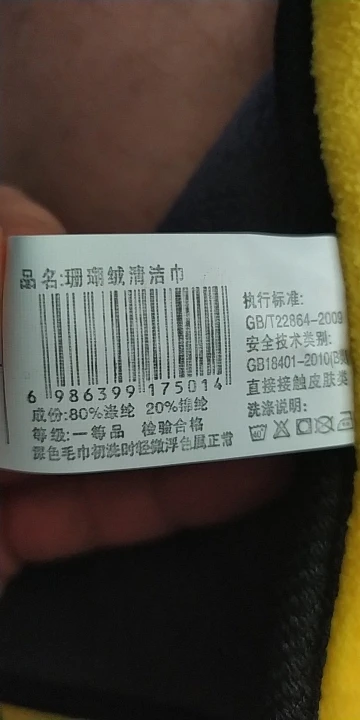 品名:珊瑚绒清洁巾
6 986399 175014
成份:80%涤纶 20%锦纶
等级:一等品 检验合格
深色毛巾初洗时轻微浮色属正常
执行标准:
GB/T22864-2009
安全技术类别:
GB18401-2010(B类
直接接触皮肤类
洗涤说明: